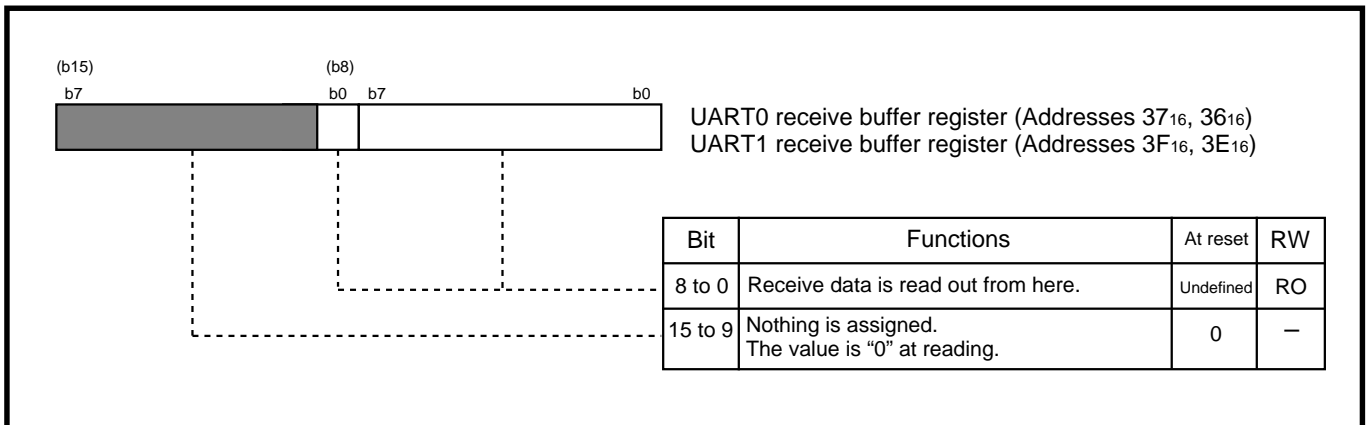 (b15) (b8)
b7 b0 b7 b0
UART0 receive buffer register (Addresses 3716, 3616)
UART1 receive buffer register (Addresses 3F16, 3E16)
Bit Functions At reset RW
8 to 0 Receive data is read out from here. Undefined RO
15 to 9 Nothing is assigned.
The value is “0” at reading. 0 –